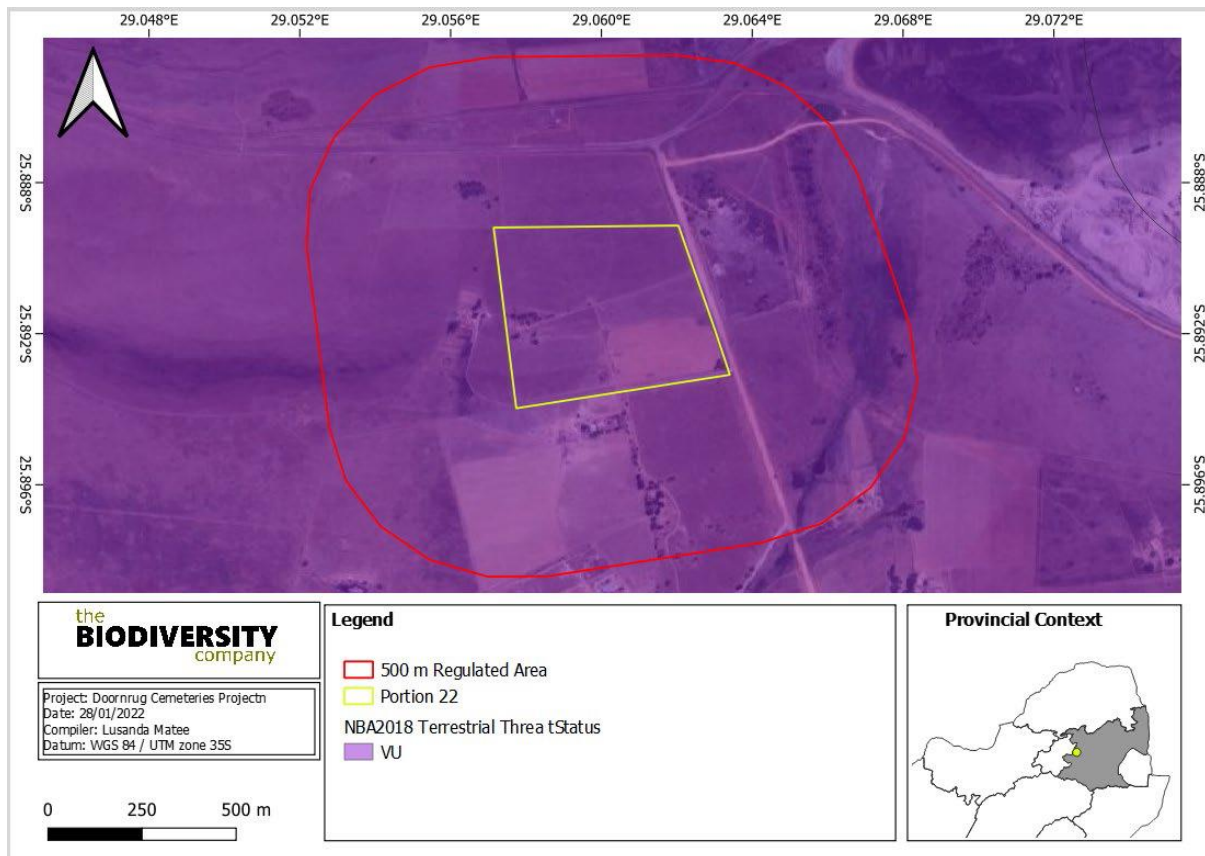 29.048°E 29.052°E 29.056°E 29.060°E 29.064°E 29.068°E 29.072°E
25.888°S 25.888°S
25.892°S 25.892°S
25.896°S 25.896°S
the
BIODIVERSITY
company
Project: Doornrug Cemeteries Projectn
Date: 28/01/2022
Compiler: Lusanda Matee
Datum: WGS 84 / UTM zone 35S
0 250 500 m
Legend
500 m Regulated Area
Portion 22
NBA2018 Terrestrial Threa tStatus
VU
Provincial Context